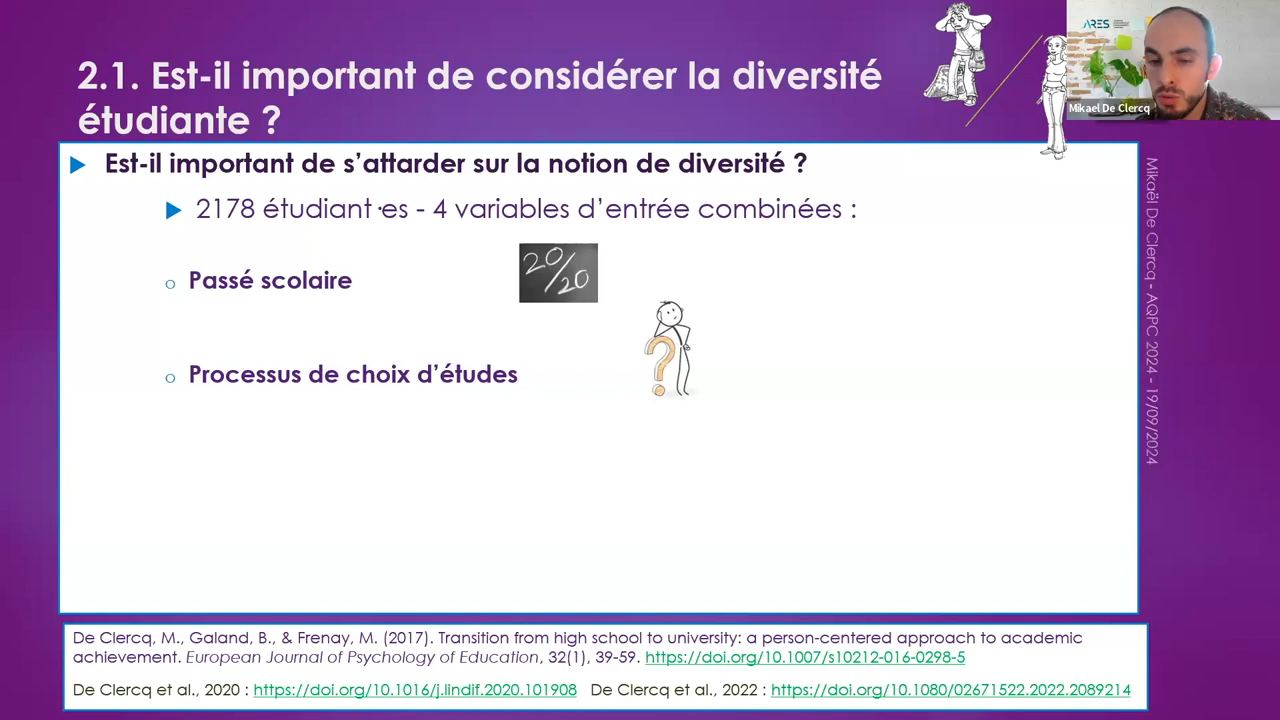 2.1. Est-il important de considérer la diversité
étudiante ?
ARES
Mikael De Clercq
Est-il important de s’attarder sur la notion de diversité ?
2178 étudiant·es - 4 variables d’entrée combinées :
Passé scolaire
20/20
Processus de choix d’études
?
Mikaël De Clercq - AQPC 2024 - 19/09/2024
De Clercq, M., Galand, B., & Frenay, M. (2017). Transition from high school to university: a person-centered approach to academic
achievement. European Journal of Psychology of Education, 32(1), 39-59. https://doi.org/10.1007/s10212-016-0298-5
De Clercq et al., 2020 : https://doi.org/10.1016/j.lindif.2020.101908 De Clercq et al., 2022 : https://doi.org/10.1080/02671522.2022.2089214